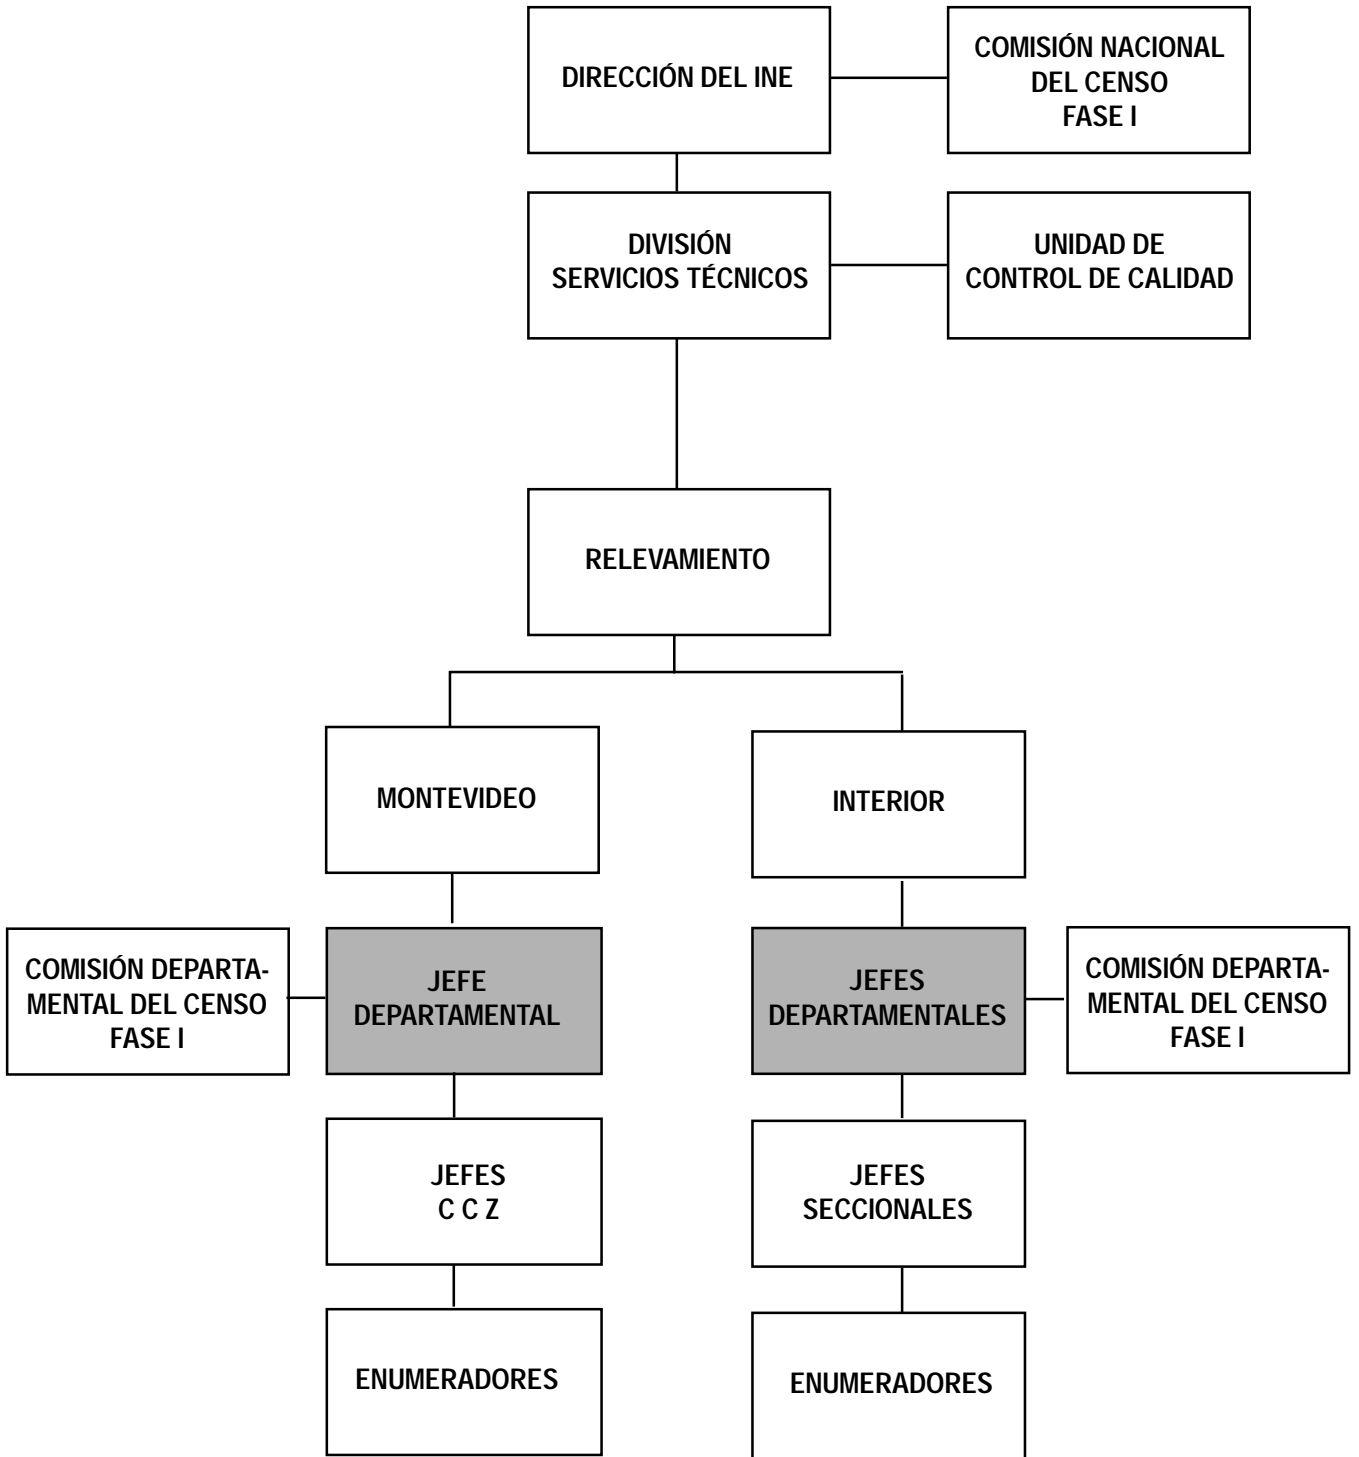 DIRECCIÓN DEL INE
COMISIÓN NACIONAL
DEL CENSO
FASE I
DIVISIÓN
SERVICIOS TÉCNICOS
UNIDAD DE
CONTROL DE CALIDAD
RELEVAMIENTO
MONTEVIDEO
INTERIOR
COMISIÓN DEPARTA-
MENTAL DEL CENSO
FASE I
JEFE
DEPARTAMENTAL
JEFES
DEPARTAMENTALES
COMISIÓN DEPARTA-
MENTAL DEL CENSO
FASE I
JEFES
C C Z
JEFES
SECCIONALES
ENUMERADORES
ENUMERADORES